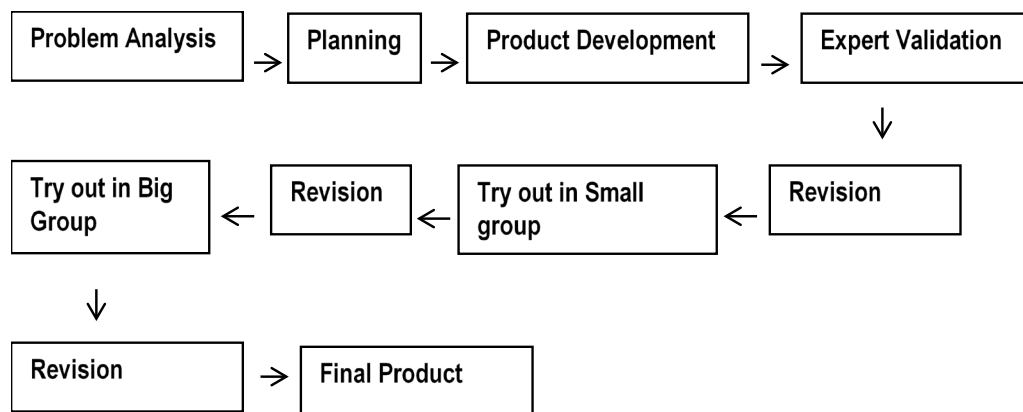 Problem Analysis
Planning
Product Development
Expert Validation
Revision
Try out in Small
group
Revision
Try out in Big
Group
Revision
Final Product